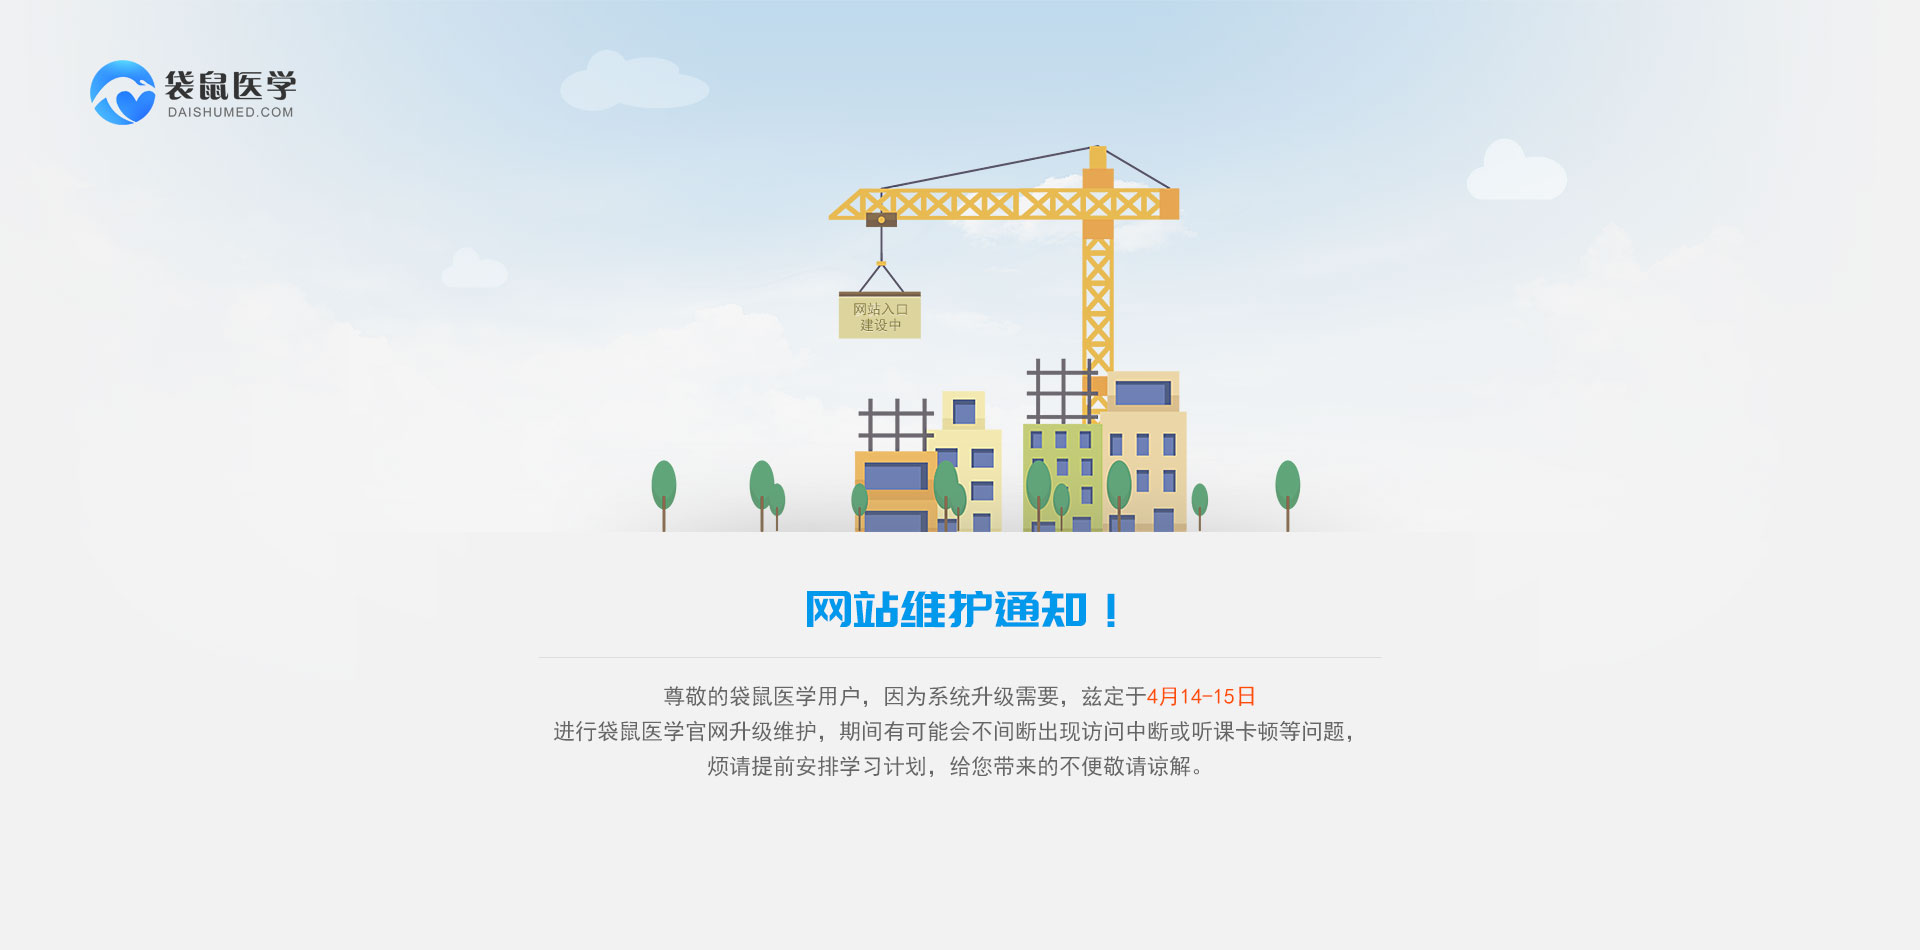 袋鼠医学
DAISHUMED.COM
网站入口
建设中
网站维护通知！
尊敬的袋鼠医学用户，因为系统升级需要，兹定于4月14-15日
进行袋鼠医学官网升级维护，期间有可能会不间断出现访问中断或听课卡顿等问题，
烦请提前安排学习计划，给您带来的不便敬请谅解。